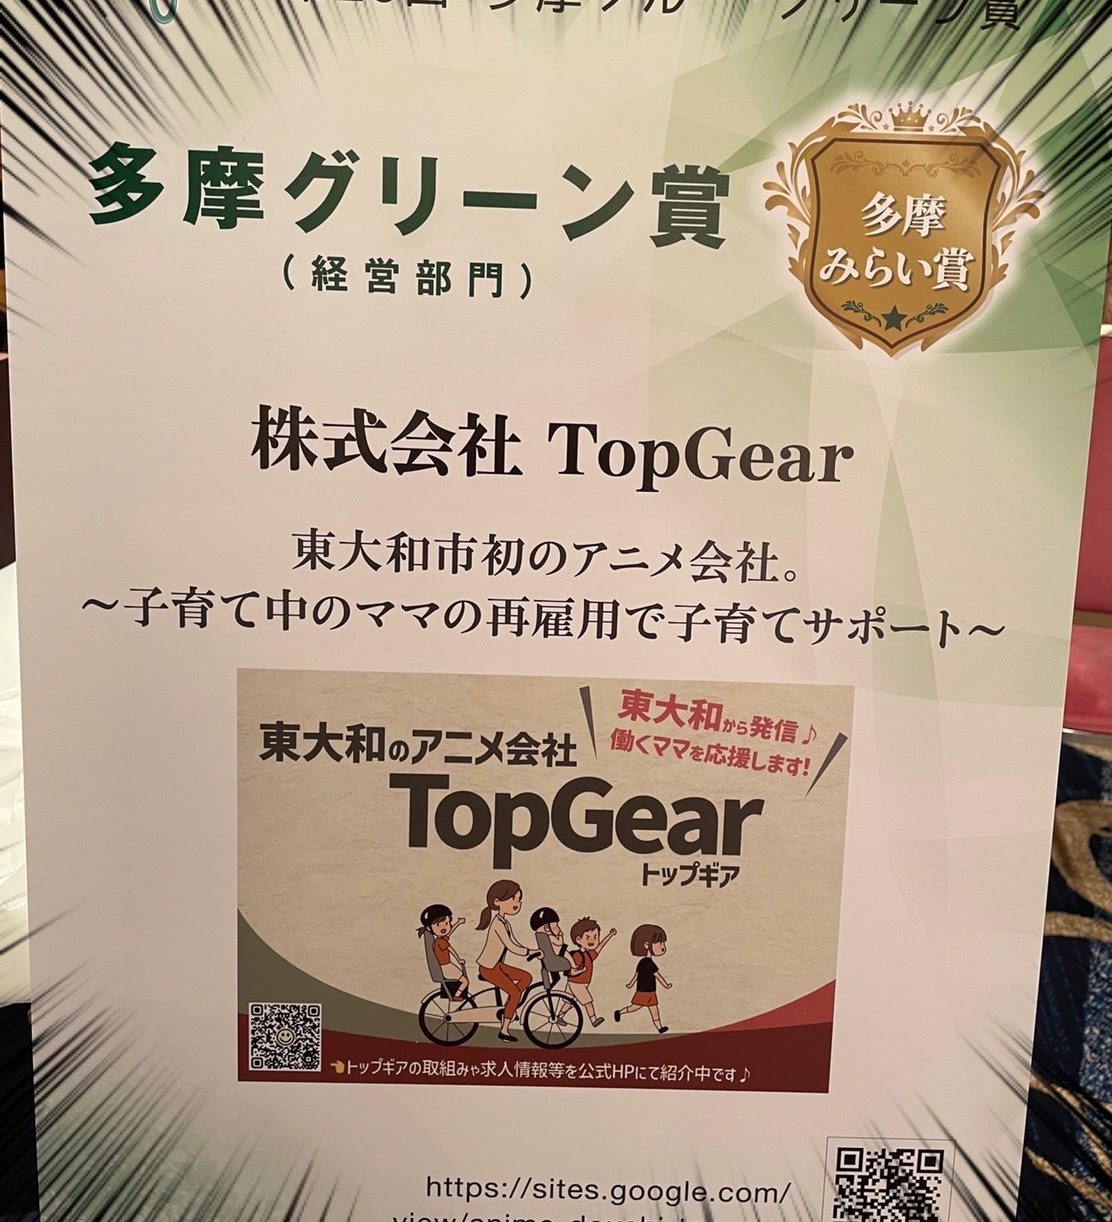 多摩グリーン賞
（経営部門）
多摩
みらい賞
株式会社 TopGear
東大和市初のアニメ会社。
～子育て中のママの再雇用で子育てサポート～
東大和から発信♪
働くママを応援します!
東大和のアニメ会社
TopGear
トップギア
トップギアの取組みや求人情報等を公式HPにて紹介中です♪
https://sites.google.com/